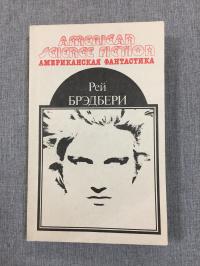 AMERICAN
SCIENCE FICTION
АМЕРИКАНСКАЯ ФАНТАСТИКА
Рей
БРЭДБЕРИ